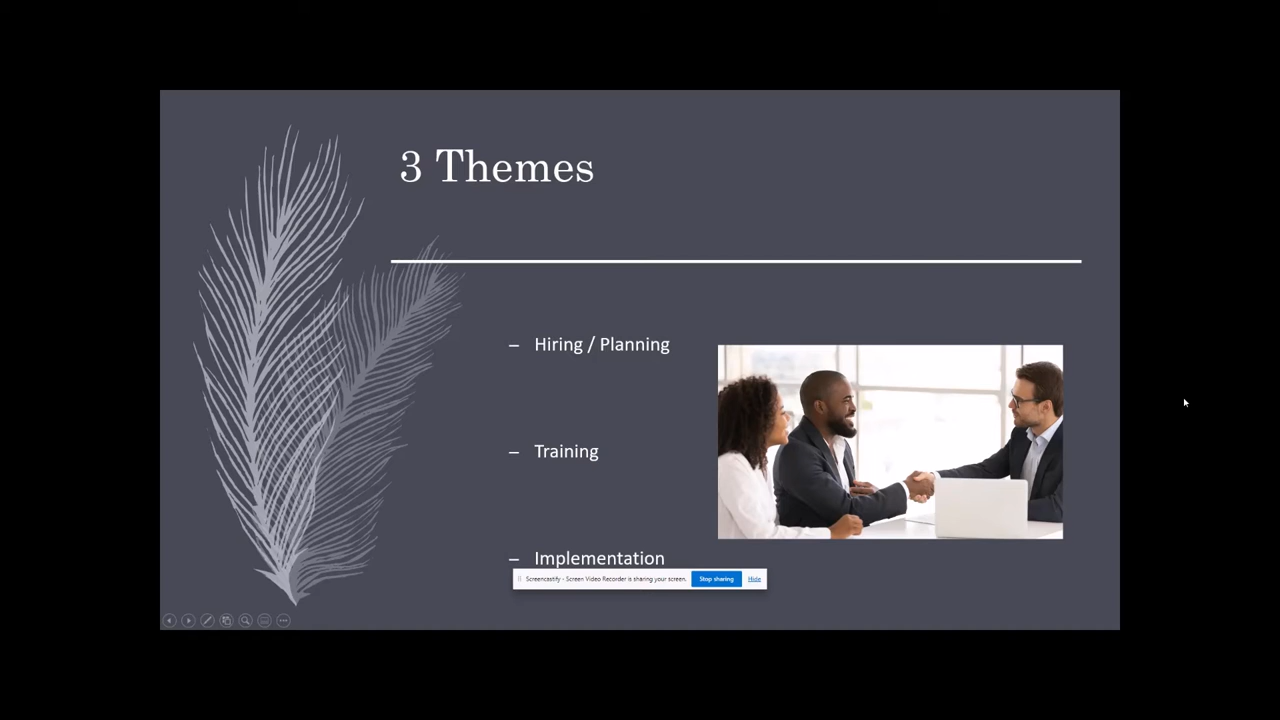 3 Themes
– Hiring / Planning
– Training
– Implementation
Screencastify - Screen Video Recorder is sharing your screen. Stop sharing Hide